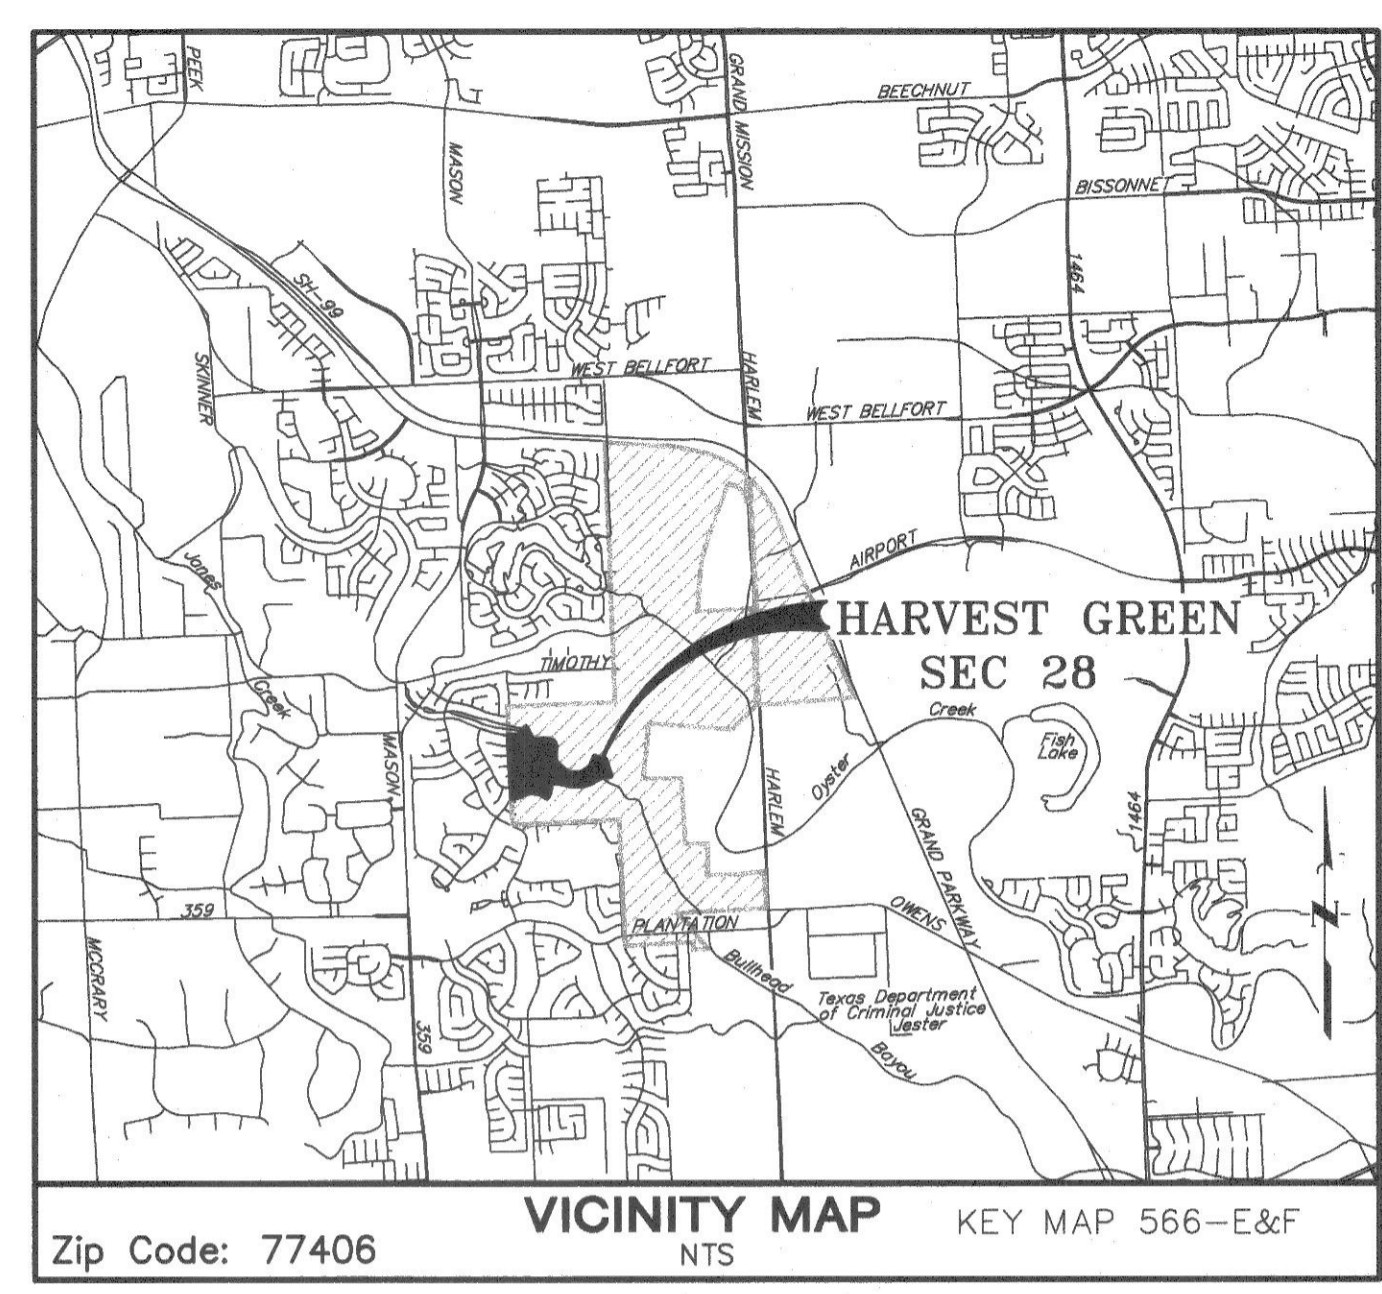 PEEK
GRAND MISSION
BEECHNUT
MASON
BISSONNET
SH-99
1464
SKINNER
WEST BELLFORT
HARLEM
WEST BELLFORT
AIRPORT
Jones
HARVEST GREEN
SEC 28
TIMOTHY
Creek
Creek
Fish
Lake
MASON
Oyster
HARLEM
1464
GRAND PARKWAY
359
OWENS
N
PLANTATION
MCCRARY
Bullhead
Texas Department
of Criminal Justice
Jester
359
Bayou
VICINITY MAP
KEY MAP 566-E&F
Zip Code: 77406
NTS